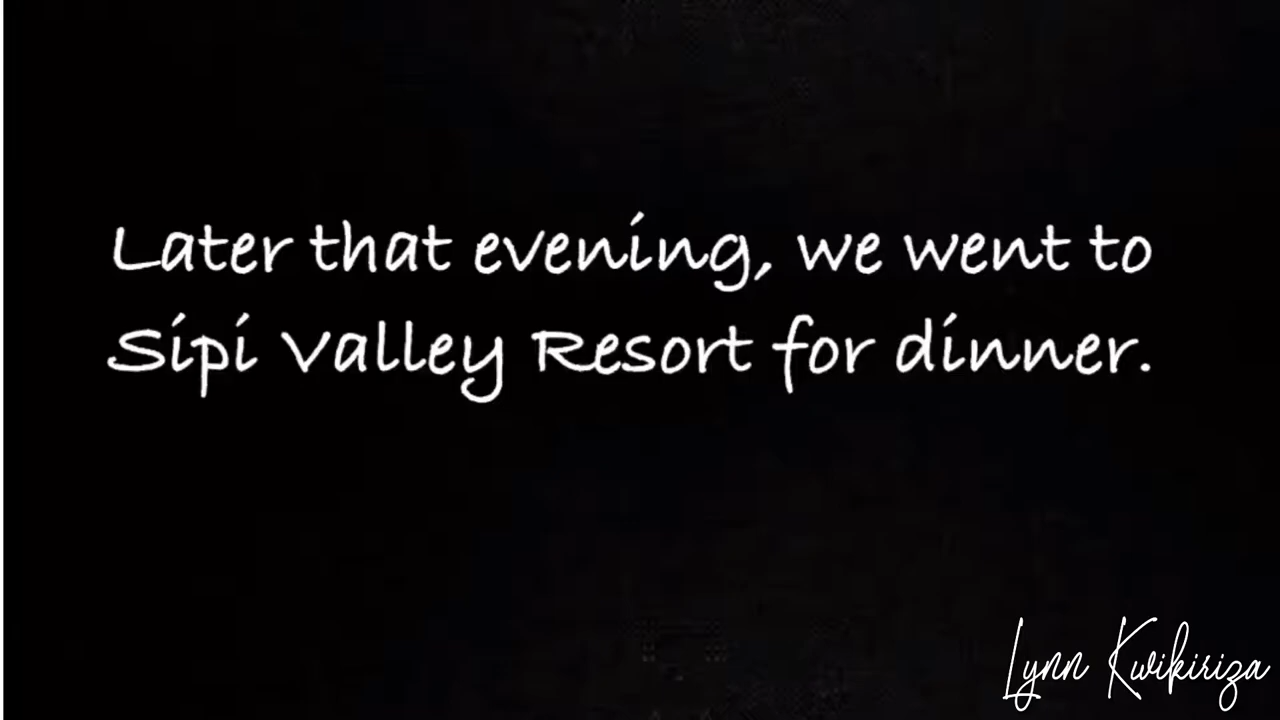 Later that evening, we went to
Sipi Valley Resort for dinner.
Lynn Kwikiriza